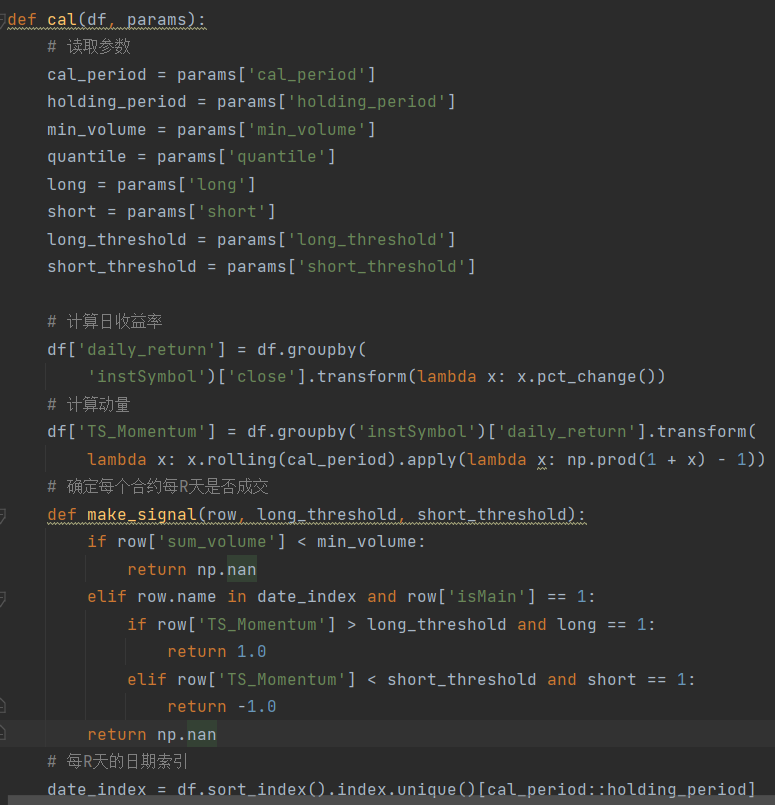 def cal(df, params):
    # 读取参数
    cal_period = params['cal_period']
    holding_period = params['holding_period']
    min_volume = params['min_volume']
    quantile = params['quantile']
    long = params['long']
    short = params['short']
    long_threshold = params['long_threshold']
    short_threshold = params['short_threshold']

    # 计算日收益率
    df['daily_return'] = df.groupby(
        'instSymbol')['close'].transform(lambda x: x.pct_change())
    # 计算动量
    df['TS_Momentum'] = df.groupby('instSymbol')['daily_return'].transform(
        lambda x: x.rolling(cal_period).apply(lambda x: np.prod(1 + x) - 1))
    # 确定每个合约每R天是否成交
    def make_signal(row, long_threshold, short_threshold):
        if row['sum_volume'] < min_volume:
            return np.nan
        elif row.name in date_index and row['isMain'] == 1:
            if row['TS_Momentum'] > long_threshold and long == 1:
                return 1.0
            elif row['TS_Momentum'] < short_threshold and short == 1:
                return -1.0
        return np.nan
    # 每R天的日期索引
    date_index = df.sort_index().index.unique()[cal_period::holding_period]